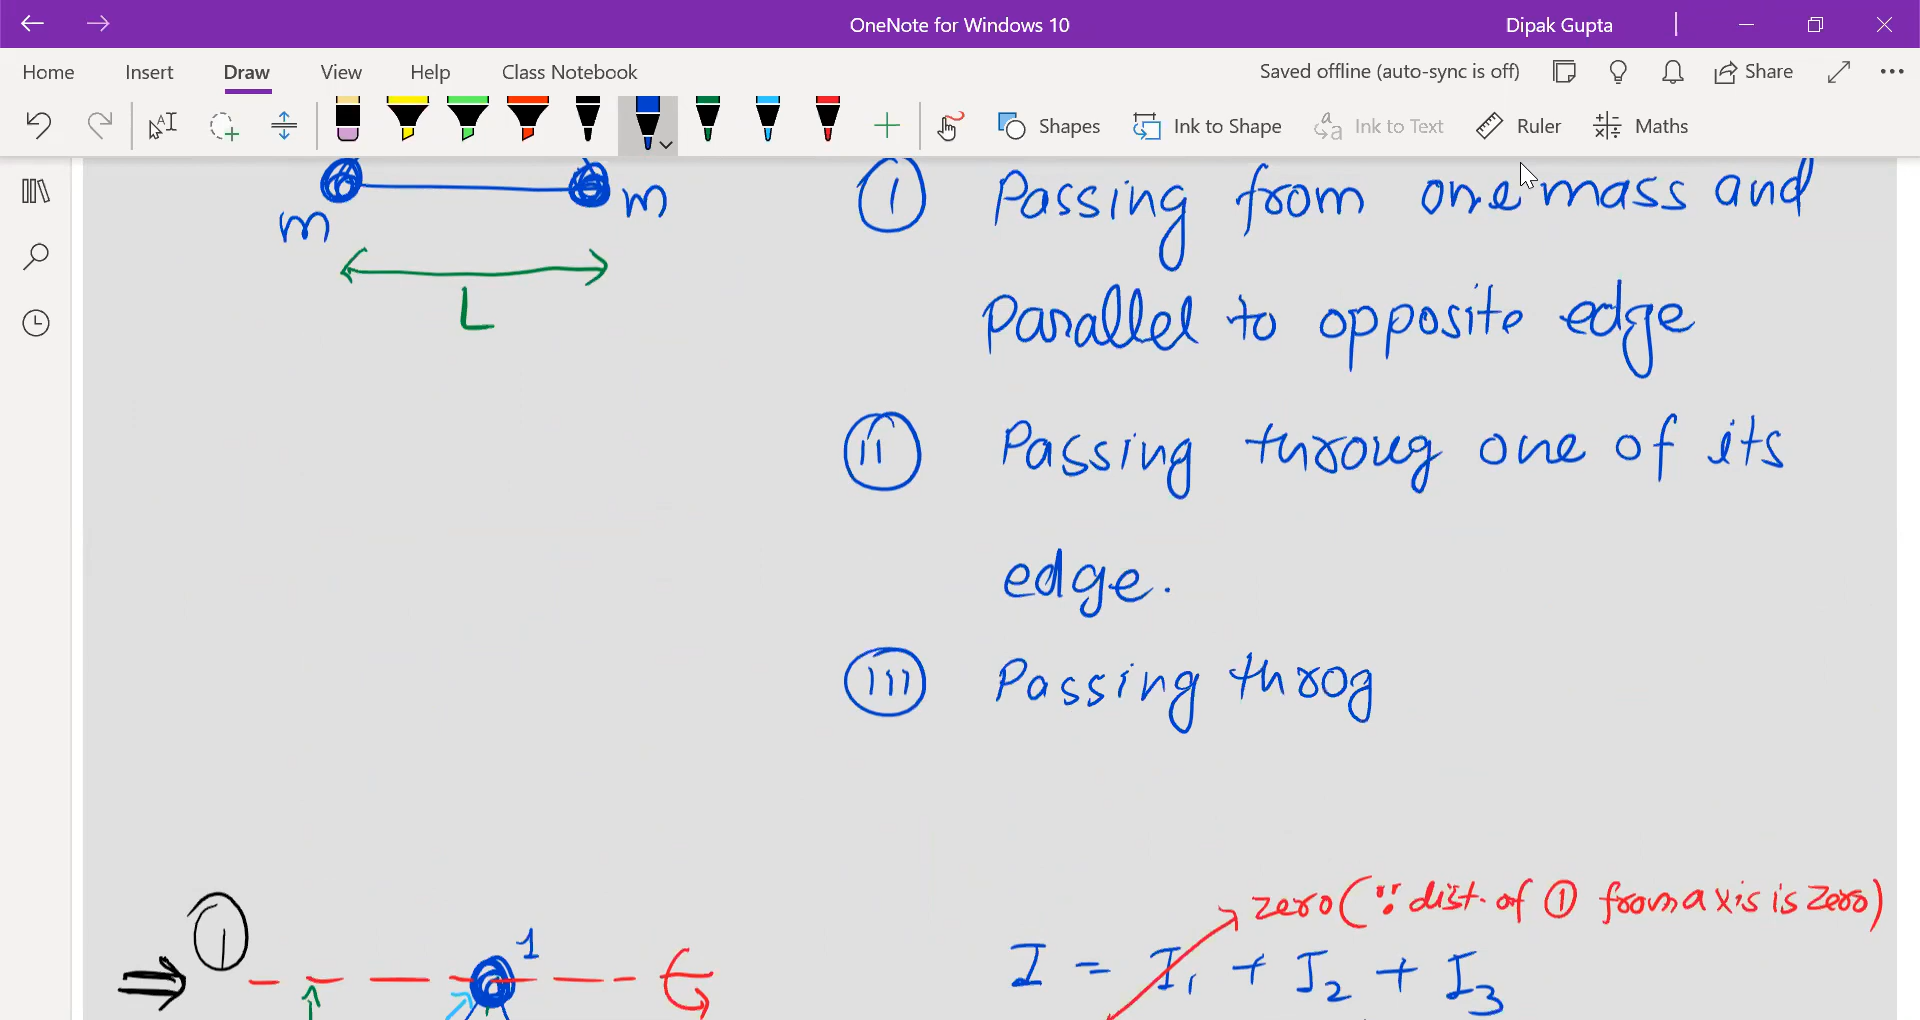 OneNote for Windows 10
Dipak Gupta
Home Insert Draw View Help Class Notebook
Saved offline (auto-sync is off) Share
Shapes Ink to Shape Ink to Text Ruler Maths
m m
L
(i) Passing from one mass and
Parallel to opposite edge
(ii) Passing throug one of its
edge.
(iii) Passing throg
zero (∵ dist. of ① from axis is zero)
⇒ (i) 1
I = I₁ + I₂ + I₃